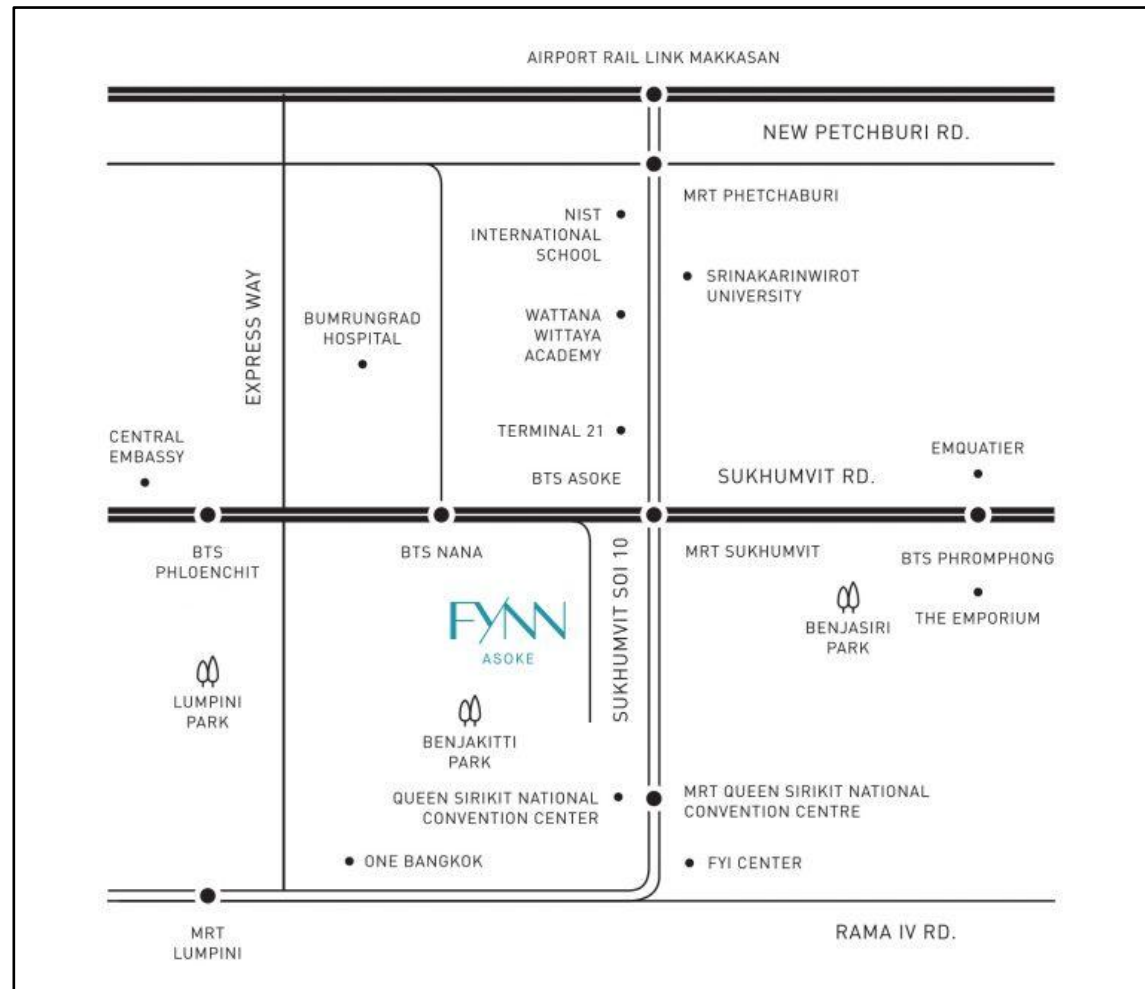 AIRPORT RAIL LINK MAKKASAN
NEW PETCHBURI RD.
MRT PHETCHABURI
NIST
INTERNATIONAL
SCHOOL
SRINAKARINWIROT
UNIVERSITY
EXPRESS WAY
BUMRUNGRAD
HOSPITAL
WATTANA
WITTAYA
ACADEMY
TERMINAL 21
CENTRAL
EMBASSY
BTS ASOKE
SUKHUMVIT RD.
EMQUATIER
BTS
PHLOENCHIT
BTS NANA
SUKHUMVIT SOI 10
MRT SUKHUMVIT
BTS PHROMPHONG
FYNN
ASOKE
BENJASIRI
PARK
THE EMPORIUM
LUMPINI
PARK
BENJAKITTI
PARK
QUEEN SIRIKIT NATIONAL
CONVENTION CENTER
MRT QUEEN SIRIKIT NATIONAL
CONVENTION CENTRE
ONE BANGKOK
FYI CENTER
MRT
LUMPINI
RAMA IV RD.